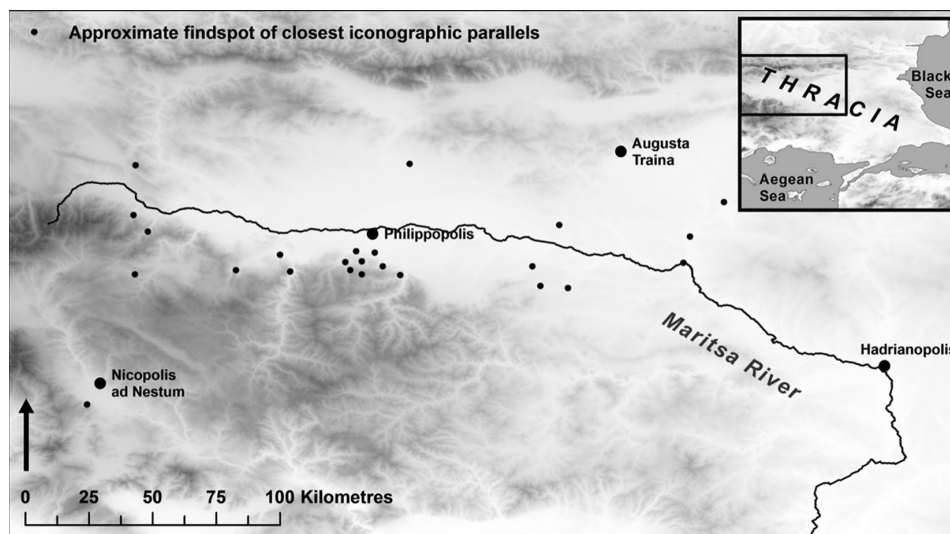 Approximate findspot of closest iconographic parallels
THRACIA
Black
Sea
Aegean
Sea
Augusta
Traina
Philippopolis
Maritsa River
Hadrianopolis
Nicopolis
ad Nestum
0 25 50 75 100 Kilometres